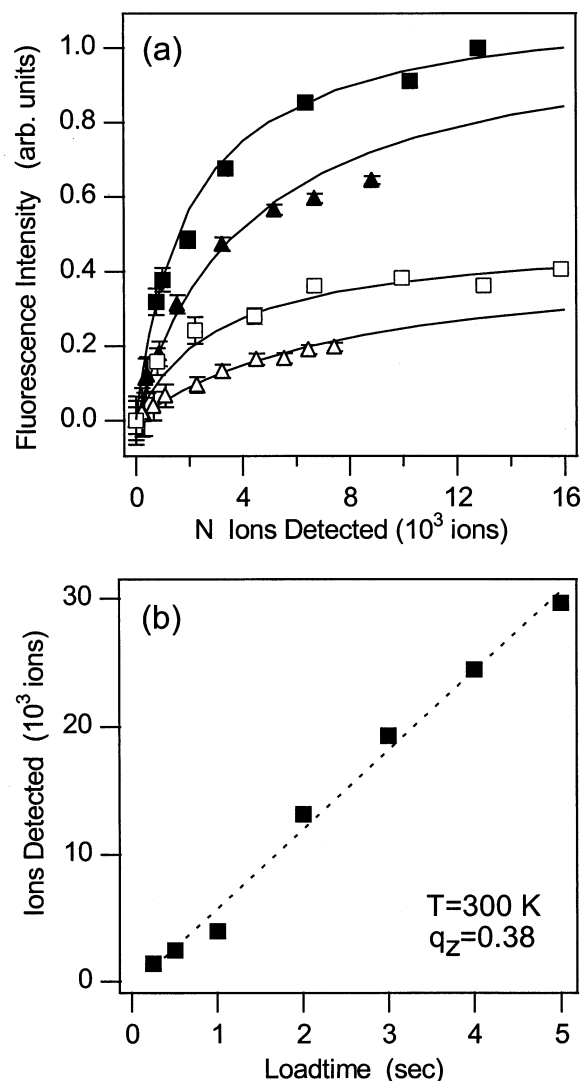 (a)
Fluorescence Intensity (arb. units)
1.0
0.8
0.6
0.4
0.2
0.0
0 4 8 12 16
N Ions Detected (10³ ions)
(b)
Ions Detected (10³ ions)
30
20
10
0
T=300 K
qz=0.38
0 1 2 3 4 5
Loadtime (sec)